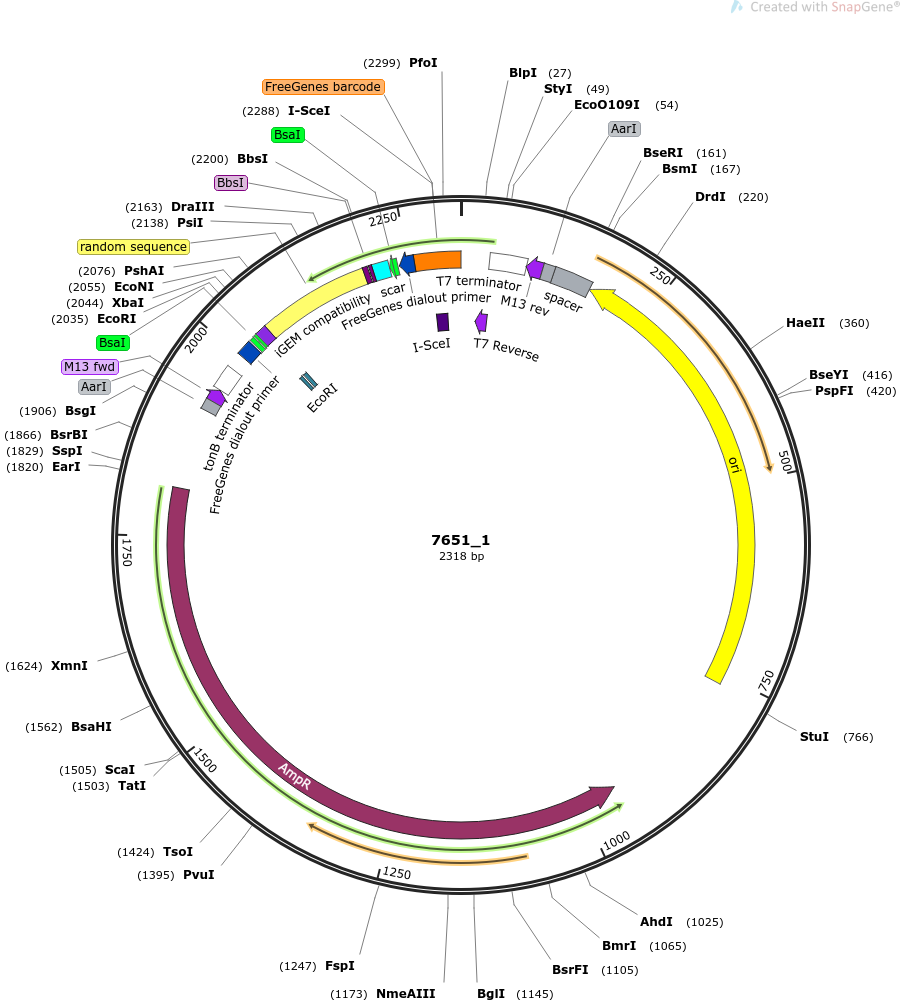 Created with SnapGene®
(2299) PfoI
FreeGenes barcode
(2288) I-SceI
BsaI
(2200) BbsI
BbsI
(2163) DraIII
(2138) PsiI
random sequence
(2076) PshAI
(2055) EcoNI
(2044) XbaI
(2035) EcoRI
BsaI
M13 fwd
AarI
(1906) BsgI
(1866) BsrBI
(1829) SspI
(1820) EarI
(1624) XmnI
(1562) BsaHI
(1505) ScaI
(1503) TatI
(1424) TsoI
(1395) PvuI
(1247) FspI
(1173) NmeAIII
BglI (1145)
BsrFI (1105)
BmrI (1065)
AhdI (1025)
StuI (766)
PspFI (420)
BseYI (416)
HaeII (360)
DrdI (220)
BsmI (167)
BseRI (161)
AarI
EcoO109I (54)
StyI (49)
BlpI (27)
250
500
750
1000
1250
1500
1750
2000
2250
T7 terminator
M13 rev
spacer
ori
AmpR
scar
FreeGenes dialout primer
iGEM compatibility
I-SceI
T7 Reverse
EcoRI
tonB terminator
FreeGenes dialout primer
7651_1
2318 bp